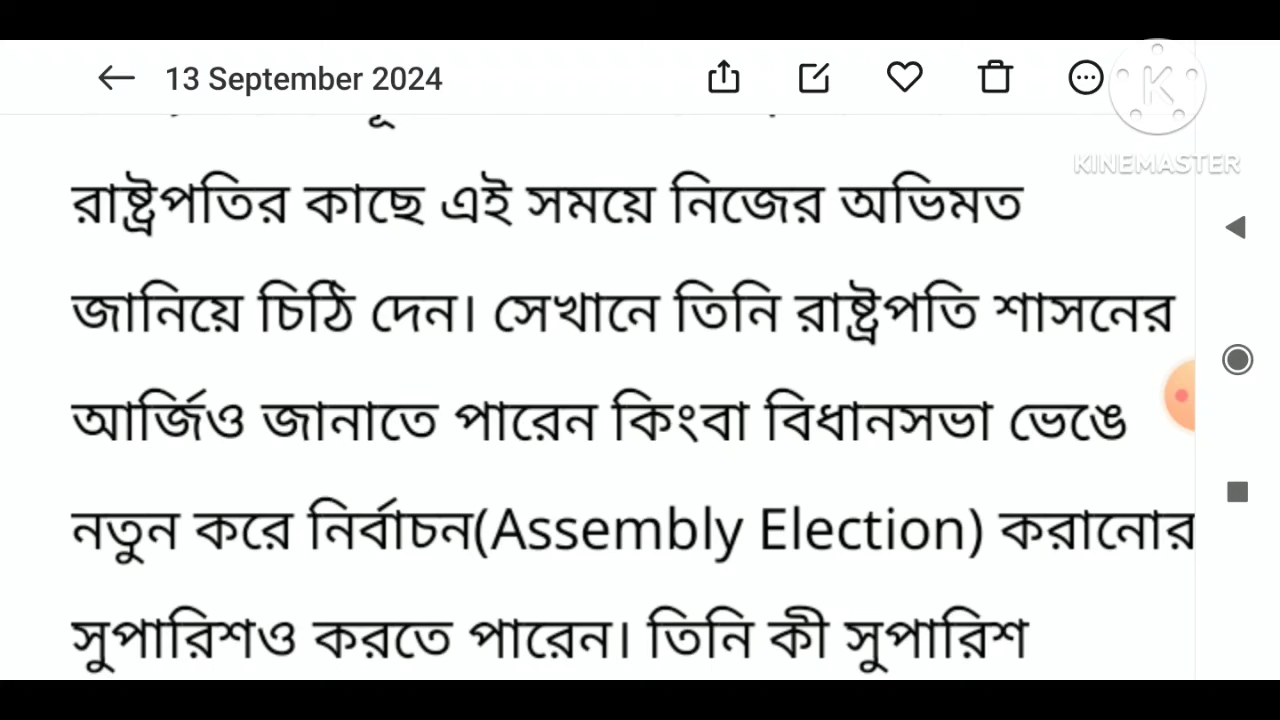 13 September 2024
KINEMASTER
রাষ্ট্রপতির কাছে এই সময়ে নিজের অভিমত
জানিয়ে চিঠি দেন। সেখানে তিনি রাষ্ট্রপতি শাসনের
আর্জিও জানাতে পারেন কিংবা বিধানসভা ভেঙে
নতুন করে নির্বাচন(Assembly Election) করানোর
সুপারিশও করতে পারেন। তিনি কী সুপারিশ